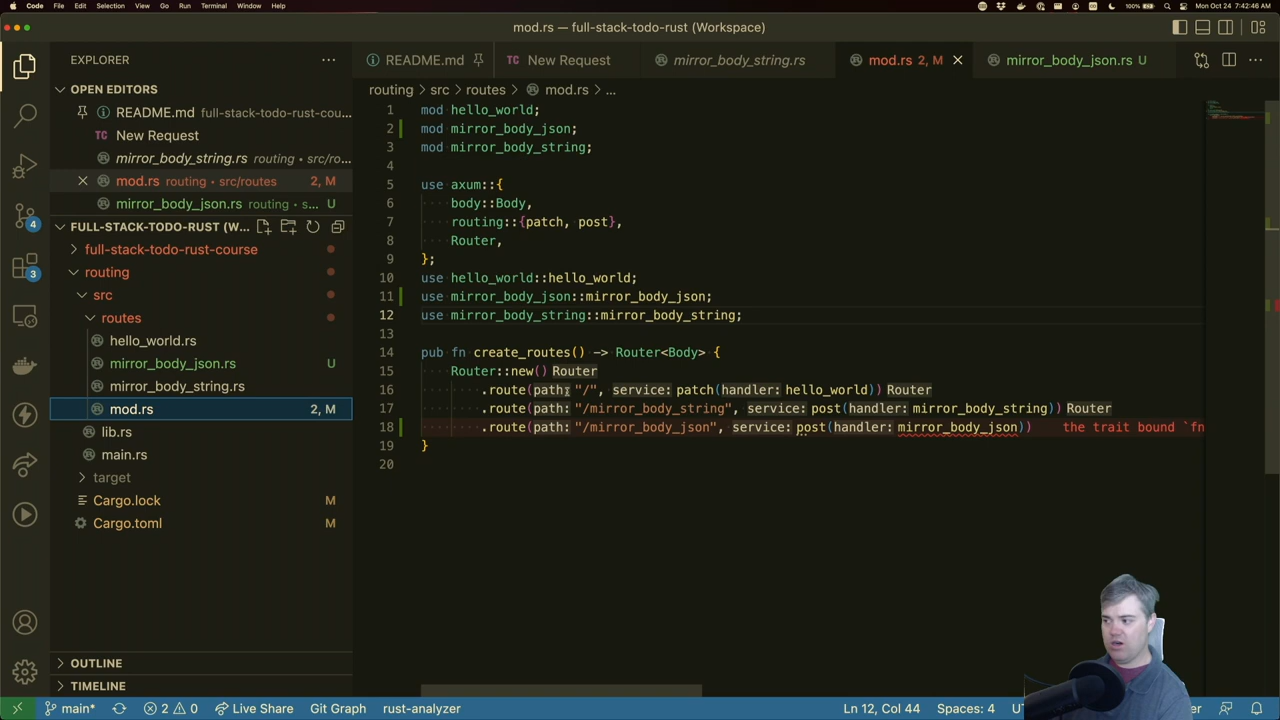 Code File Edit Selection View Go Run Terminal Window Help 100% Mon Oct 24 7:42:46 AM
mod.rs — full-stack-todo-rust (Workspace)
EXPLORER
README.md
New Request
mirror_body_string.rs
mod.rs 2, M
mirror_body_json.rs U
OPEN EDITORS
README.md full-stack-todo-rust-cou...
New Request
mirror_body_string.rs routing • src/ro...
mod.rs routing • src/routes 2, M
mirror_body_json.rs routing • s... U
FULL-STACK-TODO-RUST (W...
full-stack-todo-rust-course
routing
src
routes
hello_world.rs
mirror_body_json.rs U
mirror_body_string.rs
mod.rs 2, M
lib.rs
main.rs
target
Cargo.lock M
Cargo.toml M
OUTLINE
TIMELINE
4
3
routing > src > routes > mod.rs > ...
1 mod hello_world;
2 mod mirror_body_json;
3 mod mirror_body_string;
4
5 use axum::{
6 body::Body,
7 routing::{patch, post},
8 Router,
9 };
10 use hello_world::hello_world;
11 use mirror_body_json::mirror_body_json;
12 use mirror_body_string::mirror_body_string;
13
14 pub fn create_routes() -> Router<Body> {
15 Router::new() Router
16 .route(path: "/", service: patch(handler: hello_world)) Router
17 .route(path: "/mirror_body_string", service: post(handler: mirror_body_string)) Router
18 .route(path: "/mirror_body_json", service: post(handler: mirror_body_json)) the trait bound `fn
19 }
20
main* 2 0 Live Share Git Graph rust-analyzer Ln 12, Col 44 Spaces: 4